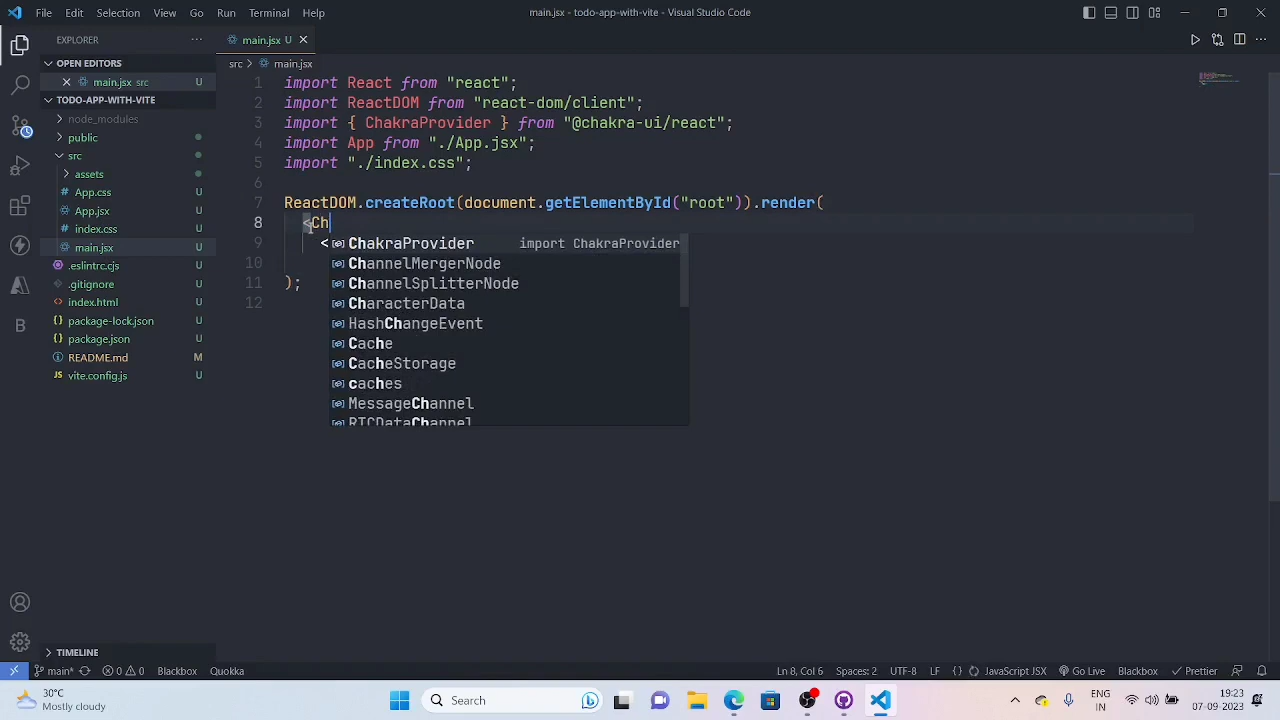 File Edit Selection View Go Run Terminal Help
main.jsx - todo-app-with-vite - Visual Studio Code
EXPLORER
main.jsx U
OPEN EDITORS
main.jsx src U
TODO-APP-WITH-VITE
node_modules
public
src
assets
App.css U
App.jsx U
index.css U
main.jsx U
.eslintrc.cjs U
.gitignore U
index.html U
package-lock.json U
package.json U
README.md M
JS vite.config.js U
B
TIMELINE
src > main.jsx
1 import React from "react";
2 import ReactDOM from "react-dom/client";
3 import { ChakraProvider } from "@chakra-ui/react";
4 import App from "./App.jsx";
5 import "./index.css";
6
7 ReactDOM.createRoot(document.getElementById("root")).render(
8 <Ch
9 <
10
11 );
12
ChakraProvider import ChakraProvider
ChannelMergerNode
ChannelSplitterNode
CharacterData
HashChangeEvent
Cache
CacheStorage
caches
MessageChannel
RTCDataChannel
main* 0 0 Blackbox Quokka
Ln 8, Col 6 Spaces: 2 UTF-8 LF {} JavaScript JSX Go Live Blackbox Prettier
30°C
Mostly cloudy
Search
ENG
IN
19:23
07-09-2023